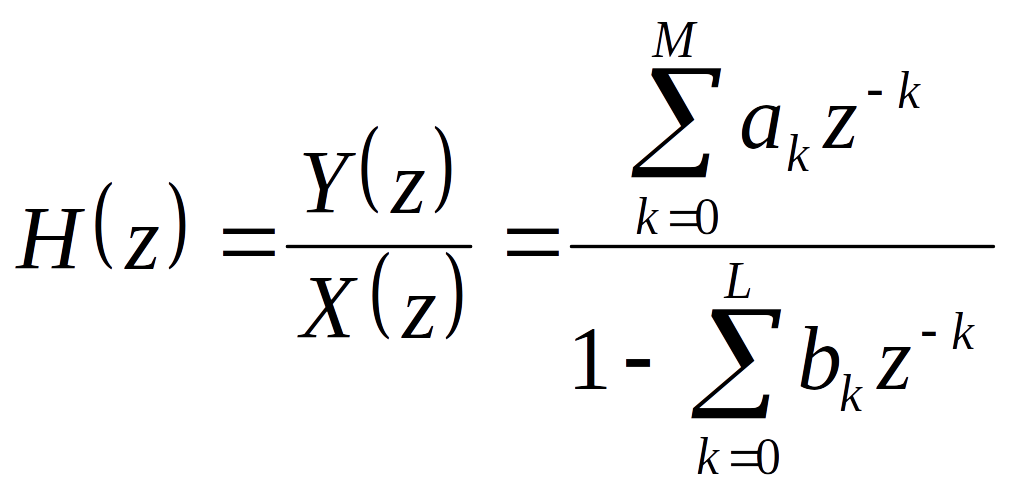 H(z) = Y(z)/X(z) = ∑_{k=0}^{M} a_k z^{-k} / (1 - ∑_{k=0}^{L} b_k z^{-k})